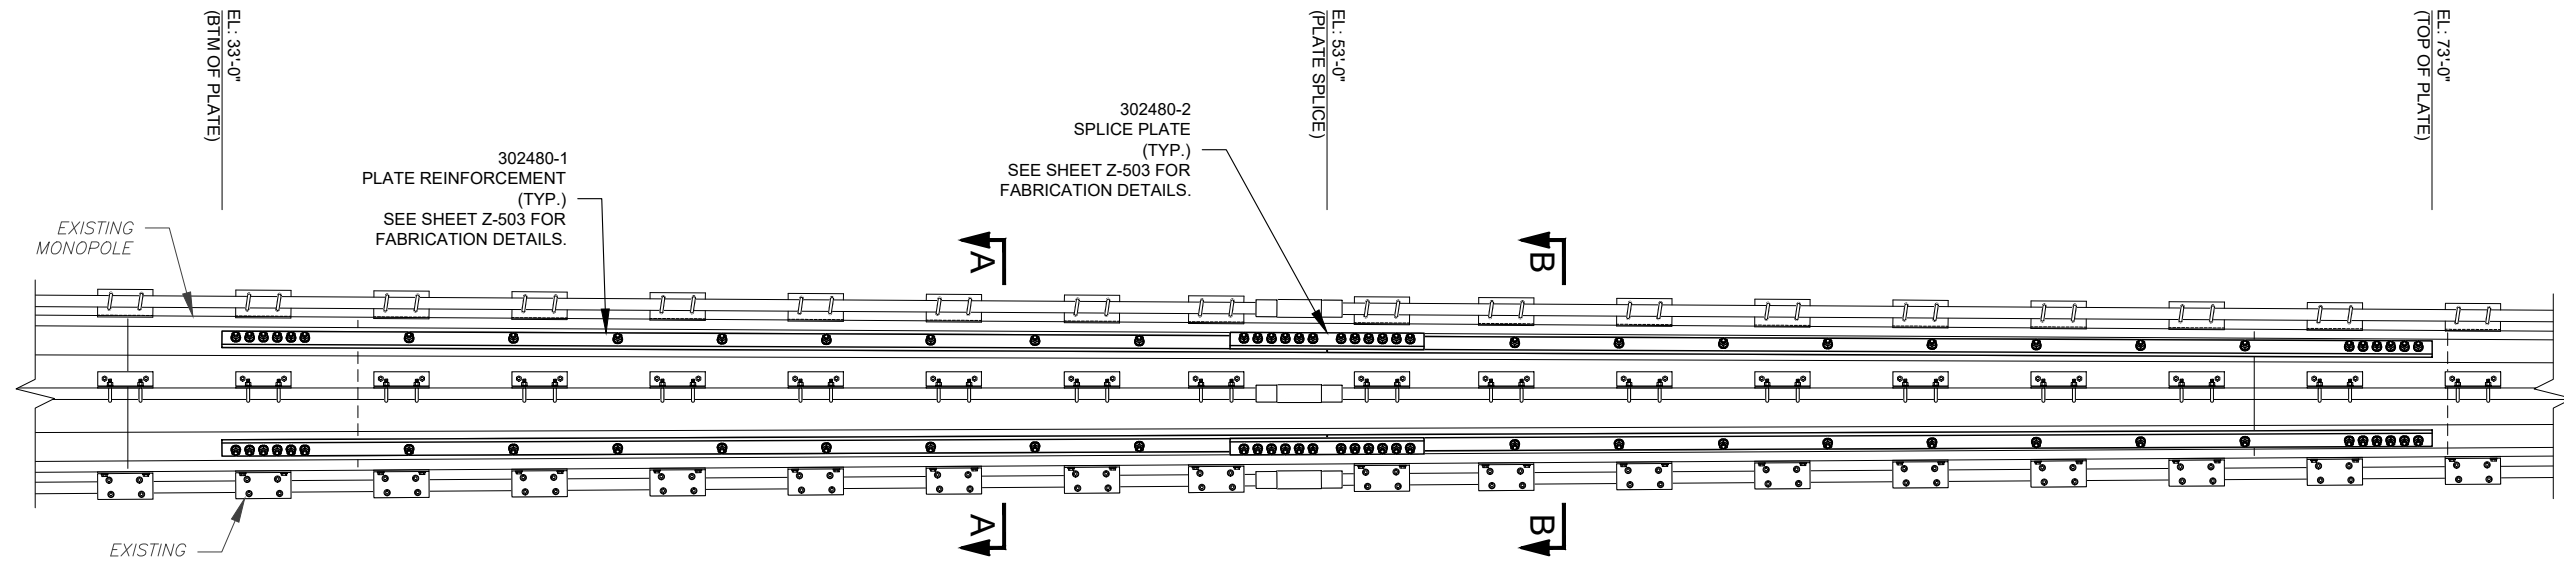 EL: 33'-0"
(BTM OF PLATE)
EL: 53'-0"
(PLATE SPLICE)
EL: 73'-0"
(TOP OF PLATE)
302480-1
PLATE REINFORCEMENT
(TYP.)
SEE SHEET Z-503 FOR
FABRICATION DETAILS.
302480-2
SPLICE PLATE
(TYP.)
SEE SHEET Z-503 FOR
FABRICATION DETAILS.
EXISTING
MONOPOLE
A
B
A
B
EXISTING